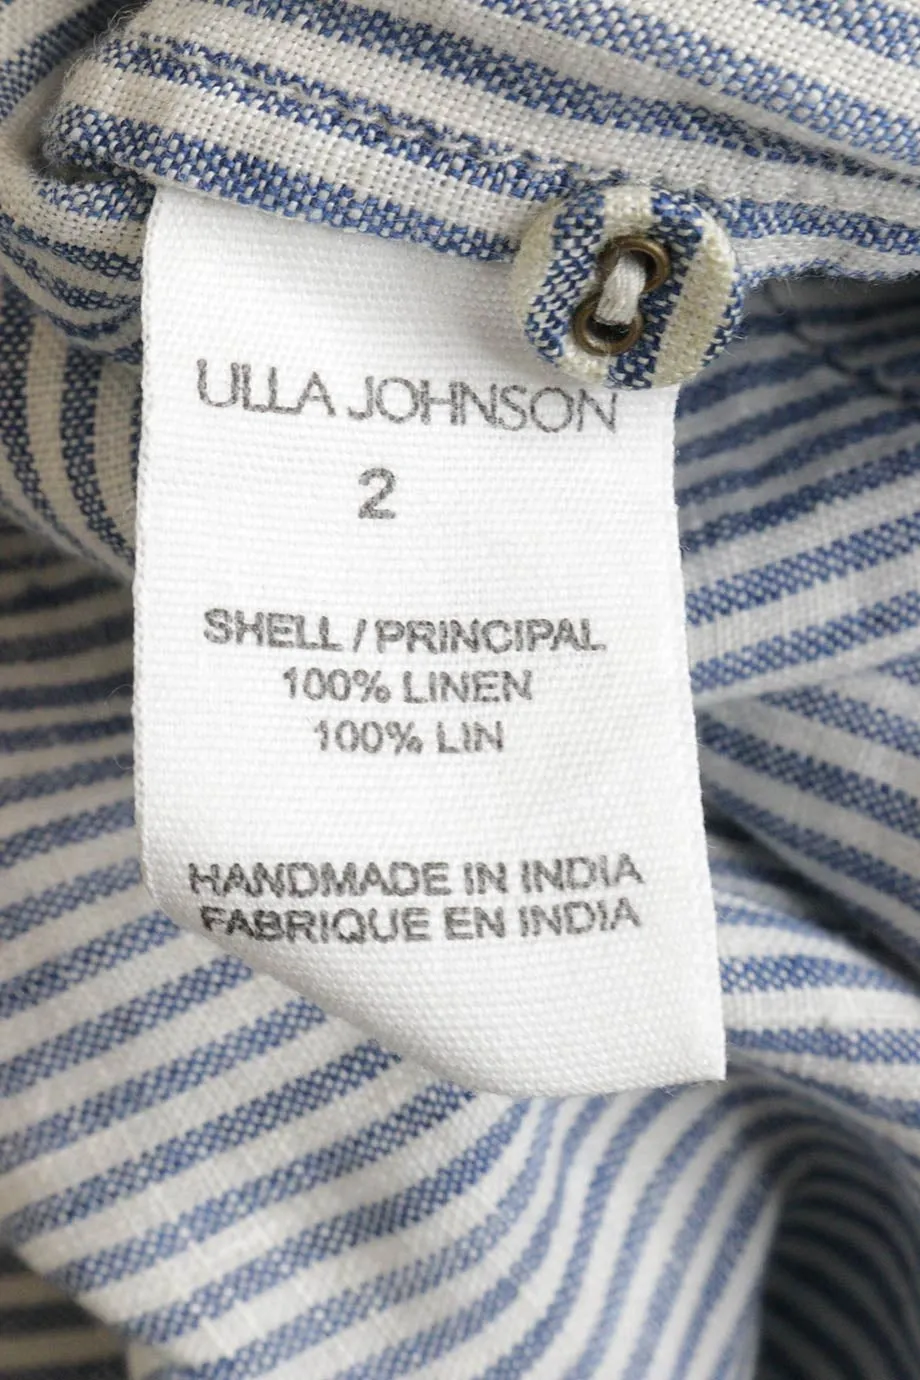 ULLA JOHNSON
2
SHELL / PRINCIPAL
100% LINEN
100% LIN
HANDMADE IN INDIA
FABRIQUE EN INDIA